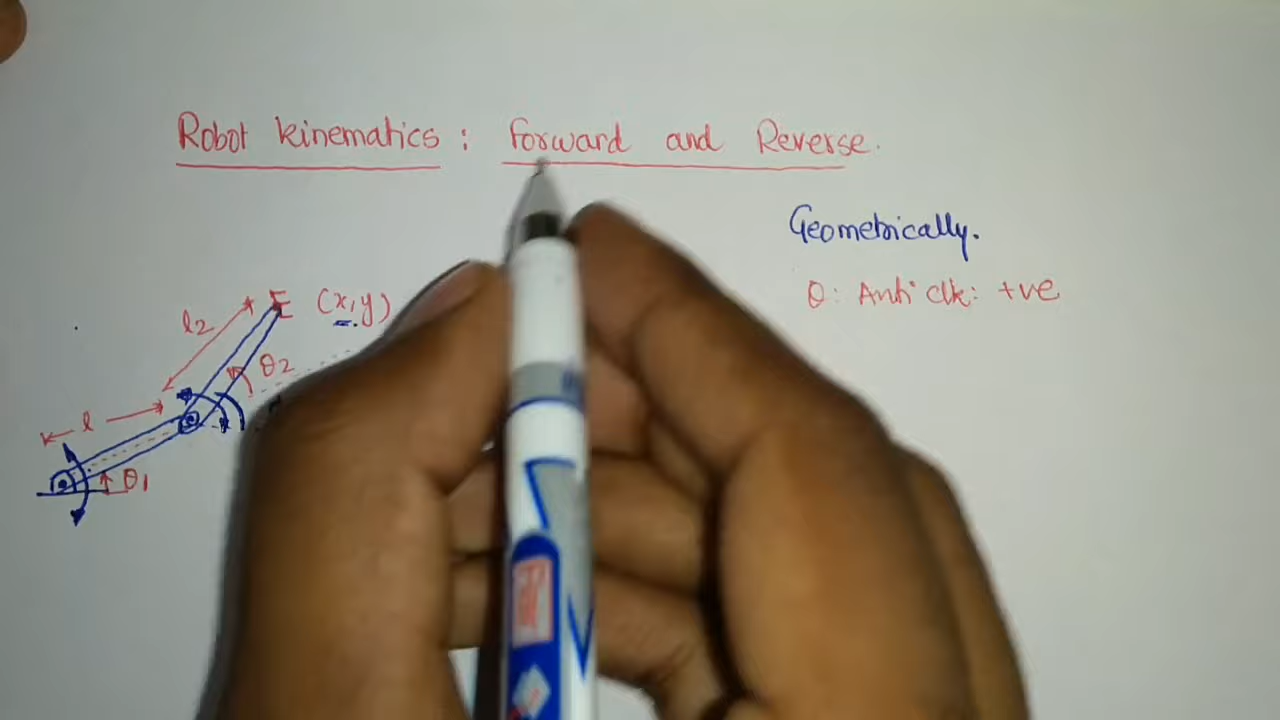 Robot kinematics : forward and Reverse.
Geometrically.
θ: Anti clk: +ve
E (x,y)
l2
θ2
l
θ1